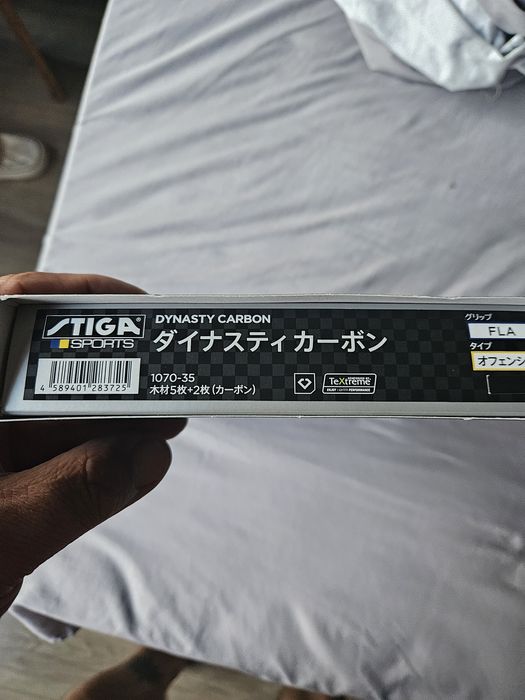 STIGA
SPORTS
DYNASTY CARBON
ダイナスティ カーボン
1070-35
木材5枚+2枚 (カーボン)
4 589401 283725
TeXtreme
グリップ
FLA
タイプ
オフェンシ